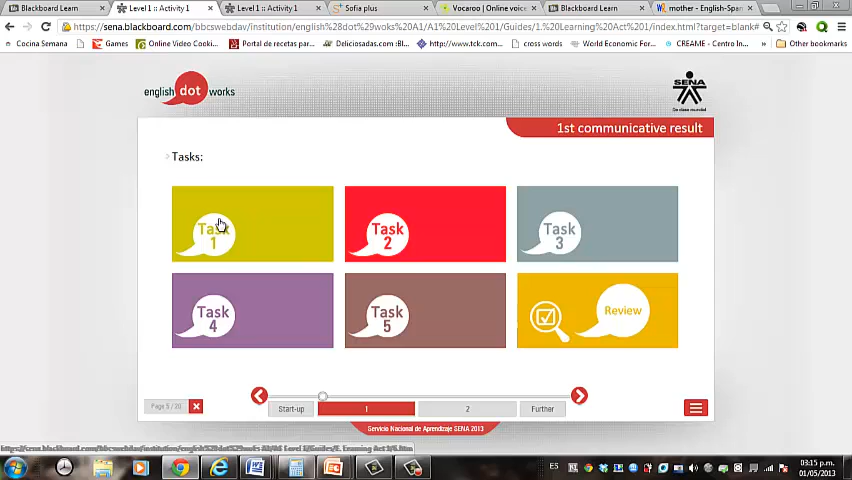 Blackboard Learn
Level 1 :: Activity 1
Level 1 :: Activity 1
Sofia plus
Vocaroo | Online voice
Blackboard Learn
mother - English-Span
https://sena.blackboard.com/bbcswebdav/institution/english%28dot%29woks%20A1/A1%20Level%201/Guides/1.%20Learning%20Act%201/index.html?target=blank#
Cocina Semana
Games
Online Video Cookí...
Portal de recetas par...
Deliciosadas.com :Bl...
http://www.tck.com...
cross words
World Economic For...
CREAME - Centro In...
Other bookmarks
english dot works
SENA
De clase mundial
1st communicative result
Tasks:
Task 1
Task 2
Task 3
Task 4
Task 5
Review
Page 5 / 20
Start-up
1
2
Further
Servicio Nacional de Aprendizaje SENA 2013
ES
03:15 p.m.
01/05/2013